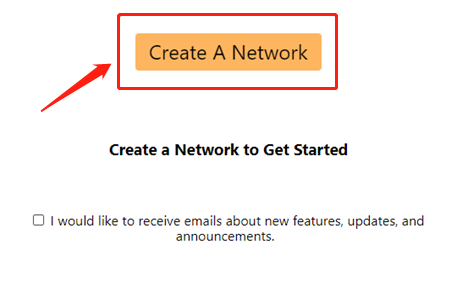 Create A Network
Create a Network to Get Started
I would like to receive emails about new features, updates, and
announcements.